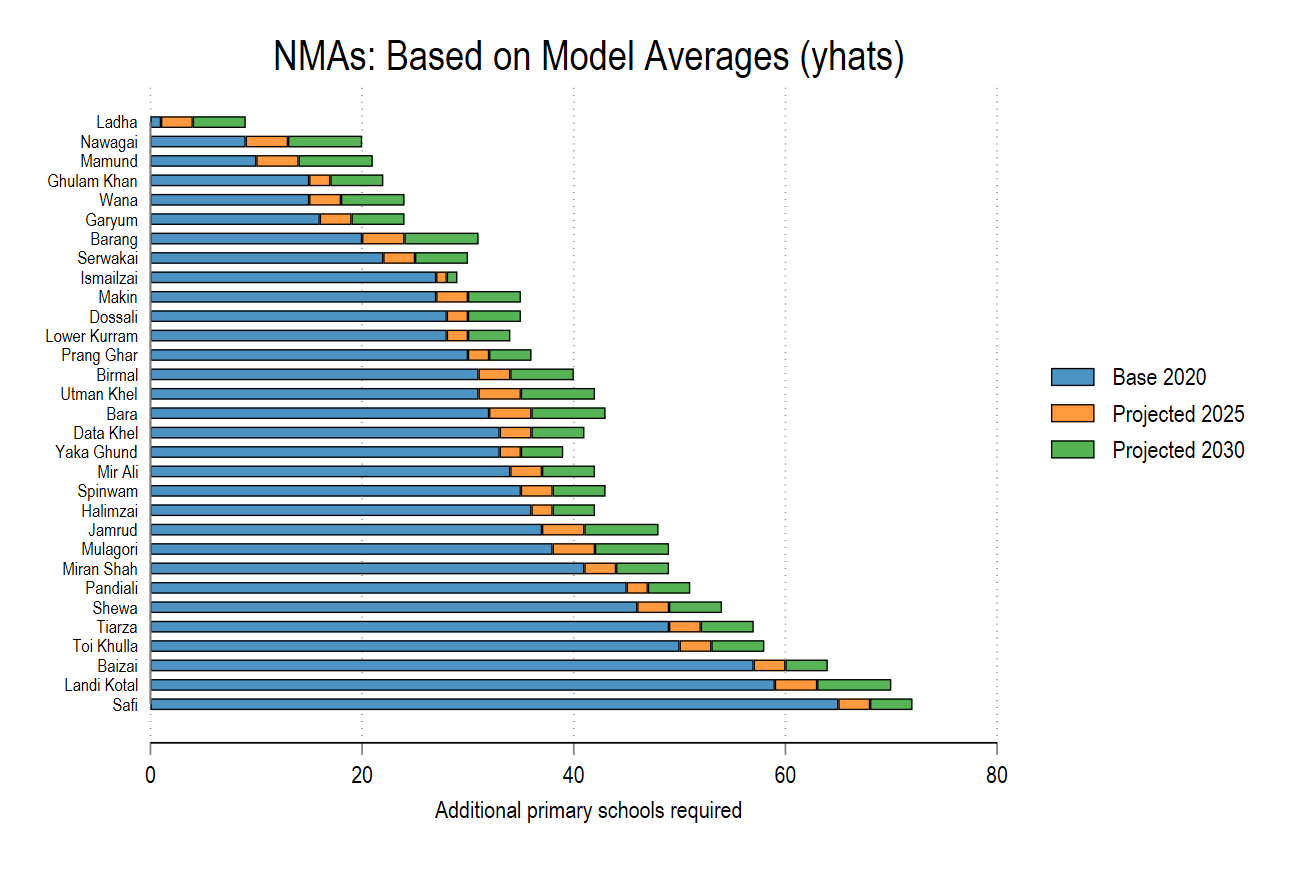 NMAs: Based on Model Averages (yhats)
Ladha
Nawagai
Mamund
Ghulam Khan
Wana
Garyum
Barang
Serwakai
Ismailzai
Makin
Dossali
Lower Kurram
Prang Ghar
Birmal
Utman Khel
Bara
Data Khel
Yaka Ghund
Mir Ali
Spinwam
Halimzai
Jamrud
Mulagori
Miran Shah
Pandiali
Shewa
Tiarza
Toi Khulla
Baizai
Landi Kotal
Safi
0 20 40 60 80
Additional primary schools required
Base 2020
Projected 2025
Projected 2030